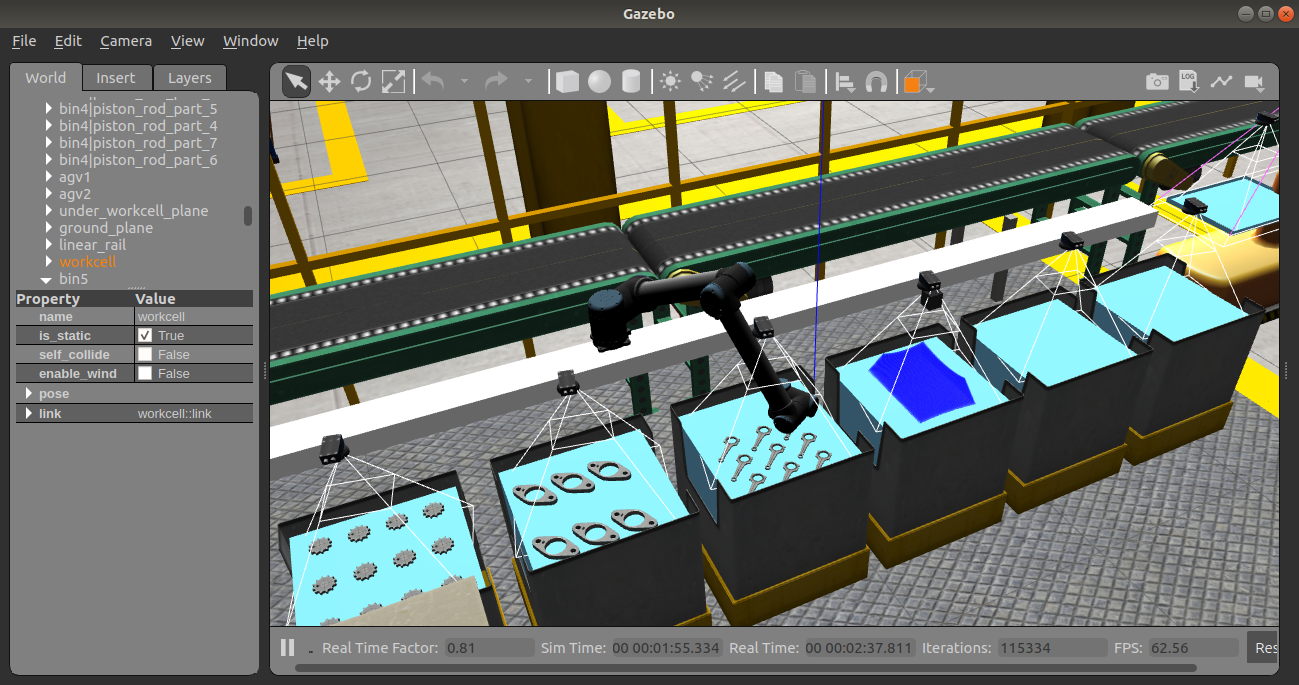 Gazebo
File Edit Camera View Window Help
World Insert Layers
LOG
bin4|piston_rod_part_5
bin4|piston_rod_part_4
bin4|piston_rod_part_7
bin4|piston_rod_part_6
agv1
agv2
under_workcell_plane
ground_plane
linear_rail
workcell
bin5
Property Value
name workcell
is_static True
self_collide False
enable_wind False
pose
link workcell::link
Real Time Factor: 0.81 Sim Time: 00 00:01:55.334 Real Time: 00 00:02:37.811 Iterations: 115334 FPS: 62.56 Res